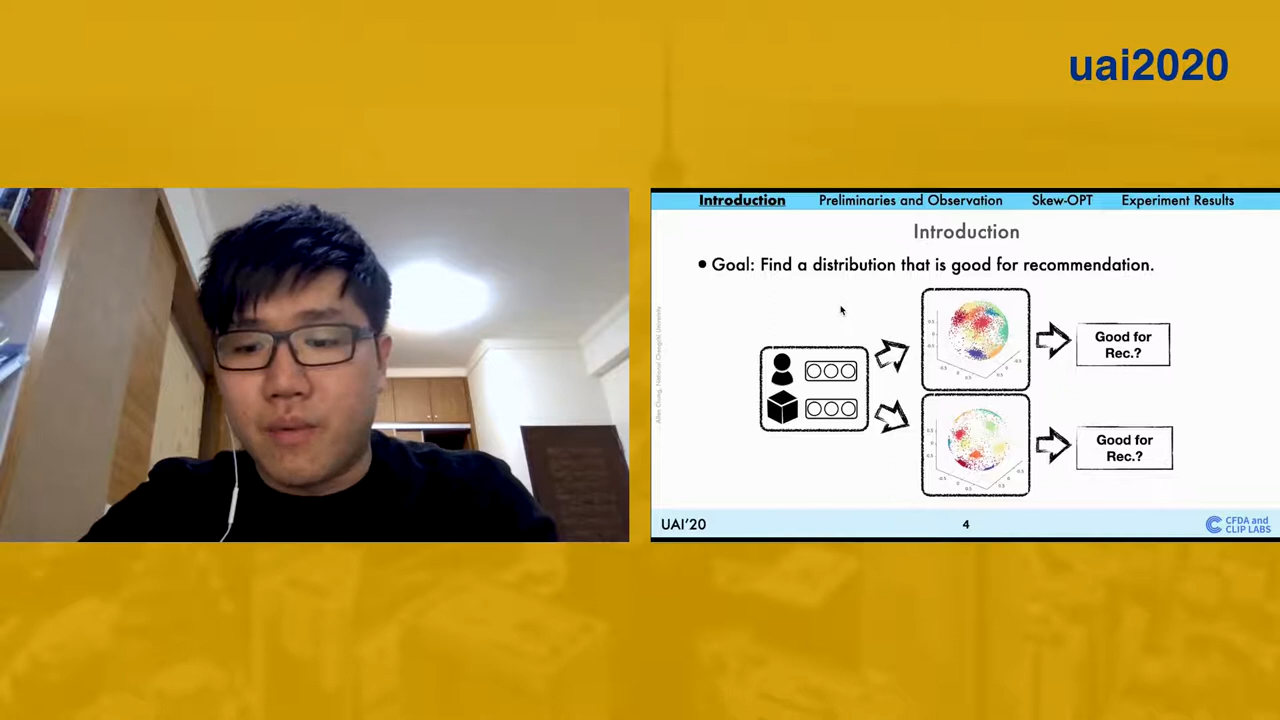 uai2020
Introduction Preliminaries and Observation Skew-OPT Experiment Results
Introduction
• Goal: Find a distribution that is good for recommendation.
Good for
Rec.?
Good for
Rec.?
UAI'20
4
CFDA and
CLIP LABS